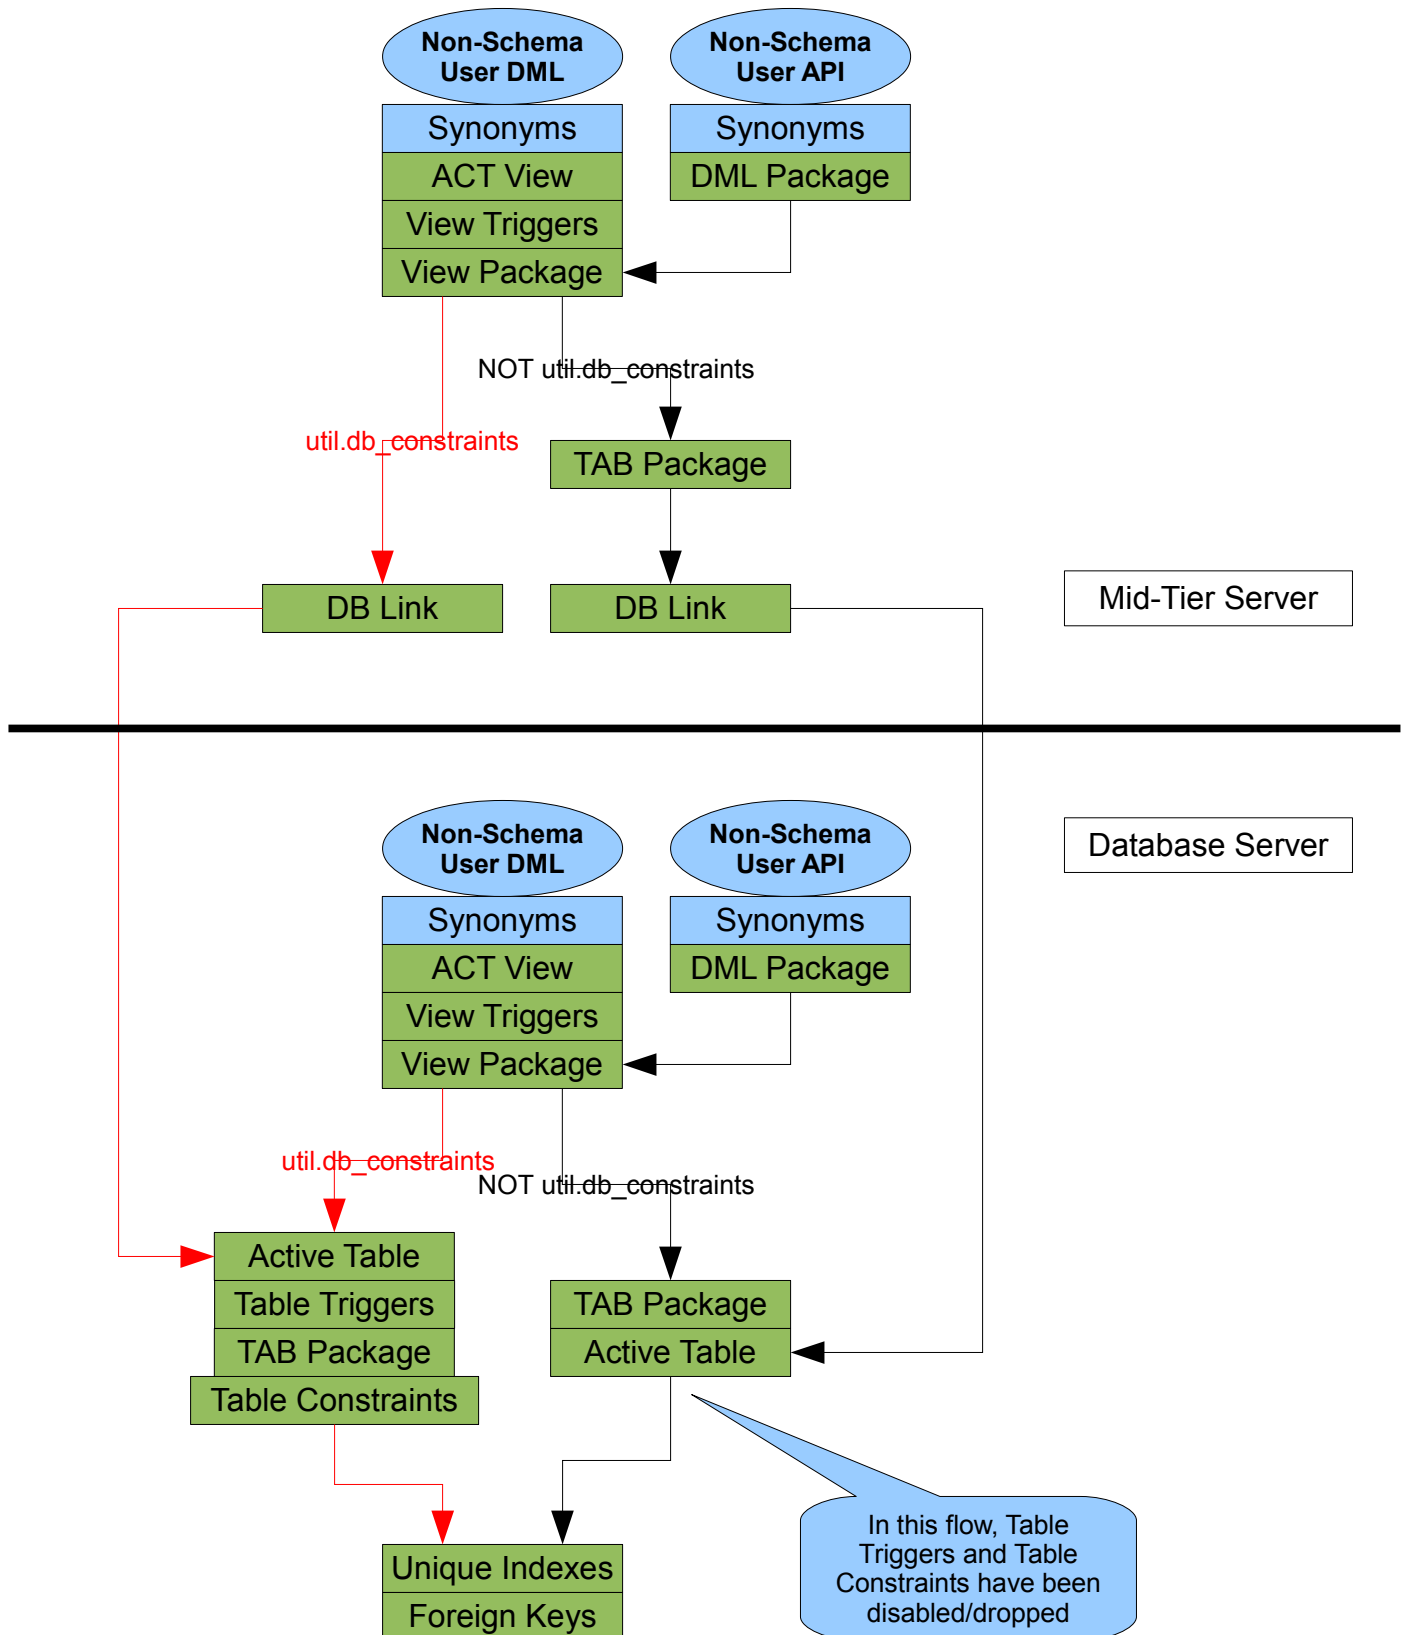 Non-Schema
User DML
Non-Schema
User API
Synonyms
Synonyms
ACT View
DML Package
View Triggers
View Package
NOT util.db_constraints
util.db_constraints
TAB Package
DB Link
DB Link
Mid-Tier Server
Non-Schema
User DML
Non-Schema
User API
Database Server
Synonyms
Synonyms
ACT View
DML Package
View Triggers
View Package
util.db_constraints
NOT util.db_constraints
Active Table
Table Triggers
TAB Package
TAB Package
Active Table
Table Constraints
In this flow, Table
Triggers and Table
Constraints have been
disabled/dropped
Unique Indexes
Foreign Keys